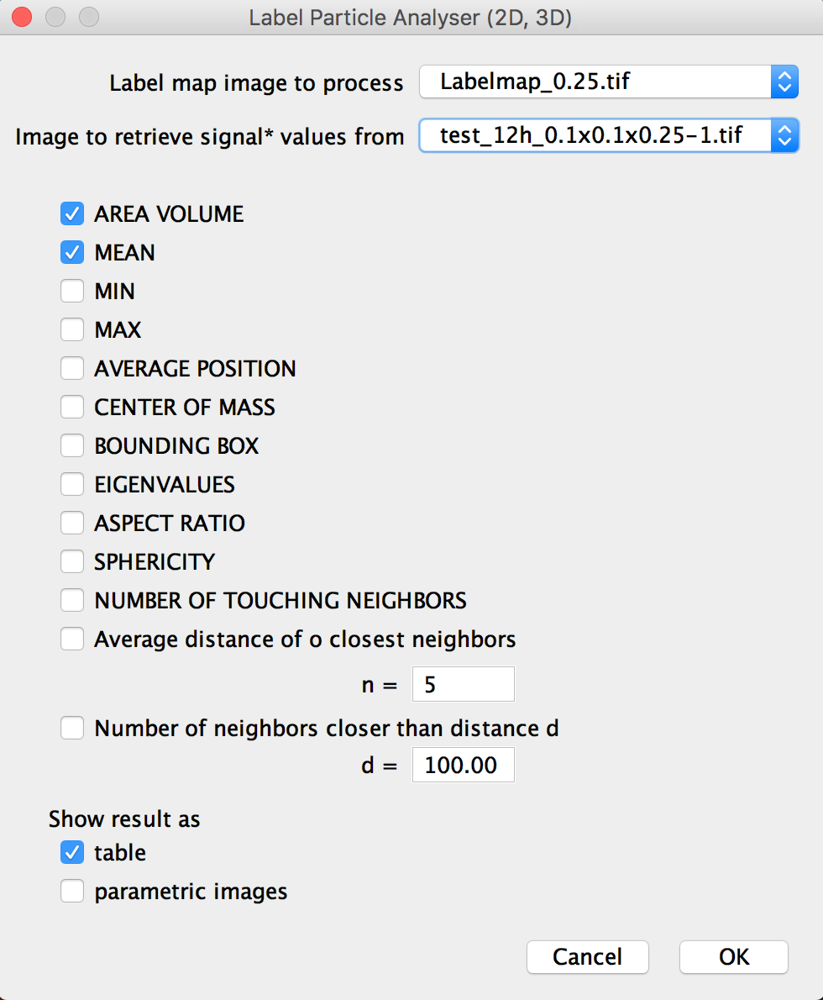 Label Particle Analyser (2D, 3D)
Label map image to process Labelmap_0.25.tif
Image to retrieve signal* values from test_12h_0.1x0.1x0.25-1.tif
AREA VOLUME
MEAN
MIN
MAX
AVERAGE POSITION
CENTER OF MASS
BOUNDING BOX
EIGENVALUES
ASPECT RATIO
SPHERICITY
NUMBER OF TOUCHING NEIGHBORS
Average distance of o closest neighbors
n = 5
Number of neighbors closer than distance d
d = 100.00
Show result as
table
parametric images
Cancel OK